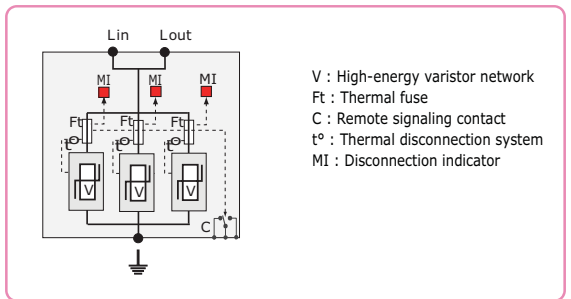 Lin Lout
MI MI MI
Ft Ft Ft
t° t° t°
V V V
C
V : High-energy varistor network
Ft : Thermal fuse
C : Remote signaling contact
t° : Thermal disconnection system
MI : Disconnection indicator